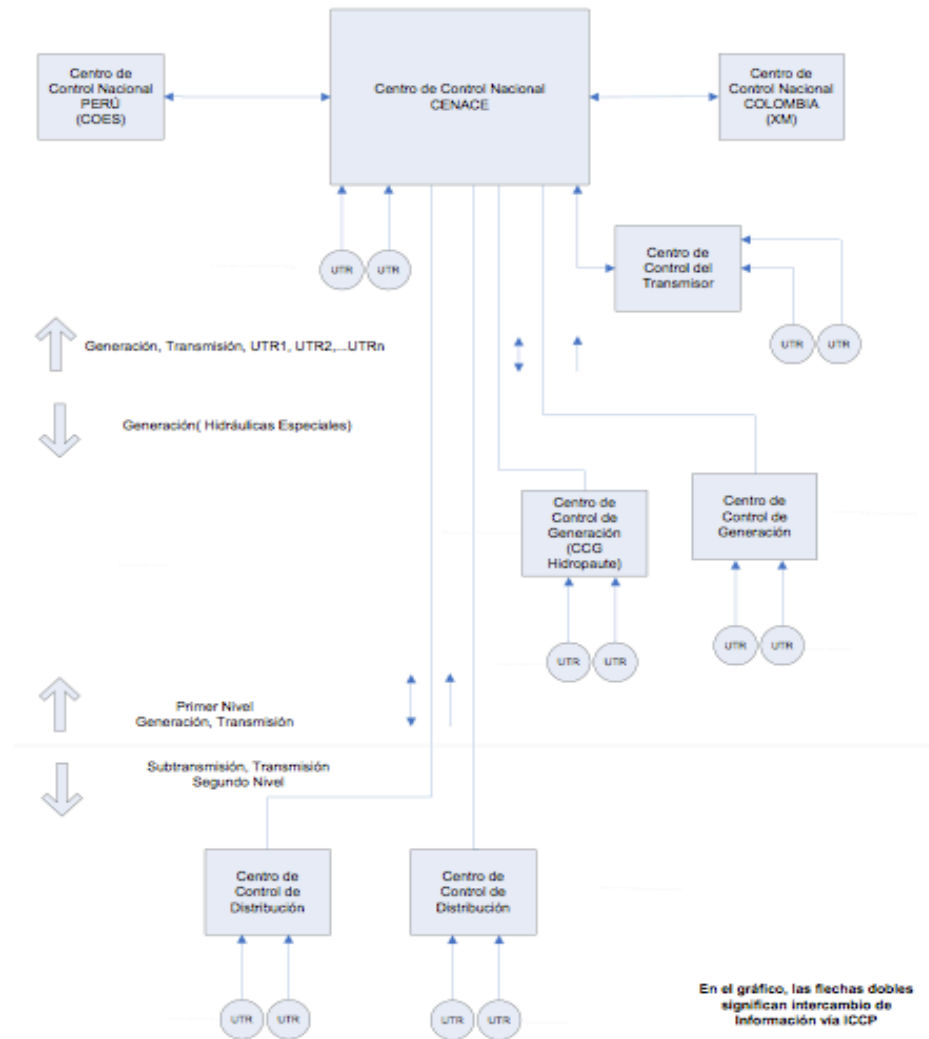 Centro de
Control Nacional
PERÚ
(COES)
Centro de Control Nacional
CENACE
Centro de
Control Nacional
COLOMBIA
(XM)
UTR
UTR
Centro de
Control del
Transmisor
UTR
UTR
Generación, Transmisión, UTR1, UTR2,...UTRn
Generación( Hidráulicas Especiales)
Centro de
Control de
Generación
(CCG
Hidropaute)
Centro de
Control de
Generación
UTR
UTR
UTR
UTR
Primer Nivel
Generación, Transmisión
Subtransmisión, Transmisión
Segundo Nivel
Centro de
Control de
Distribución
Centro de
Control de
Distribución
UTR
UTR
UTR
UTR
En el gráfico, las flechas dobles
significan intercambio de
Información vía ICCP